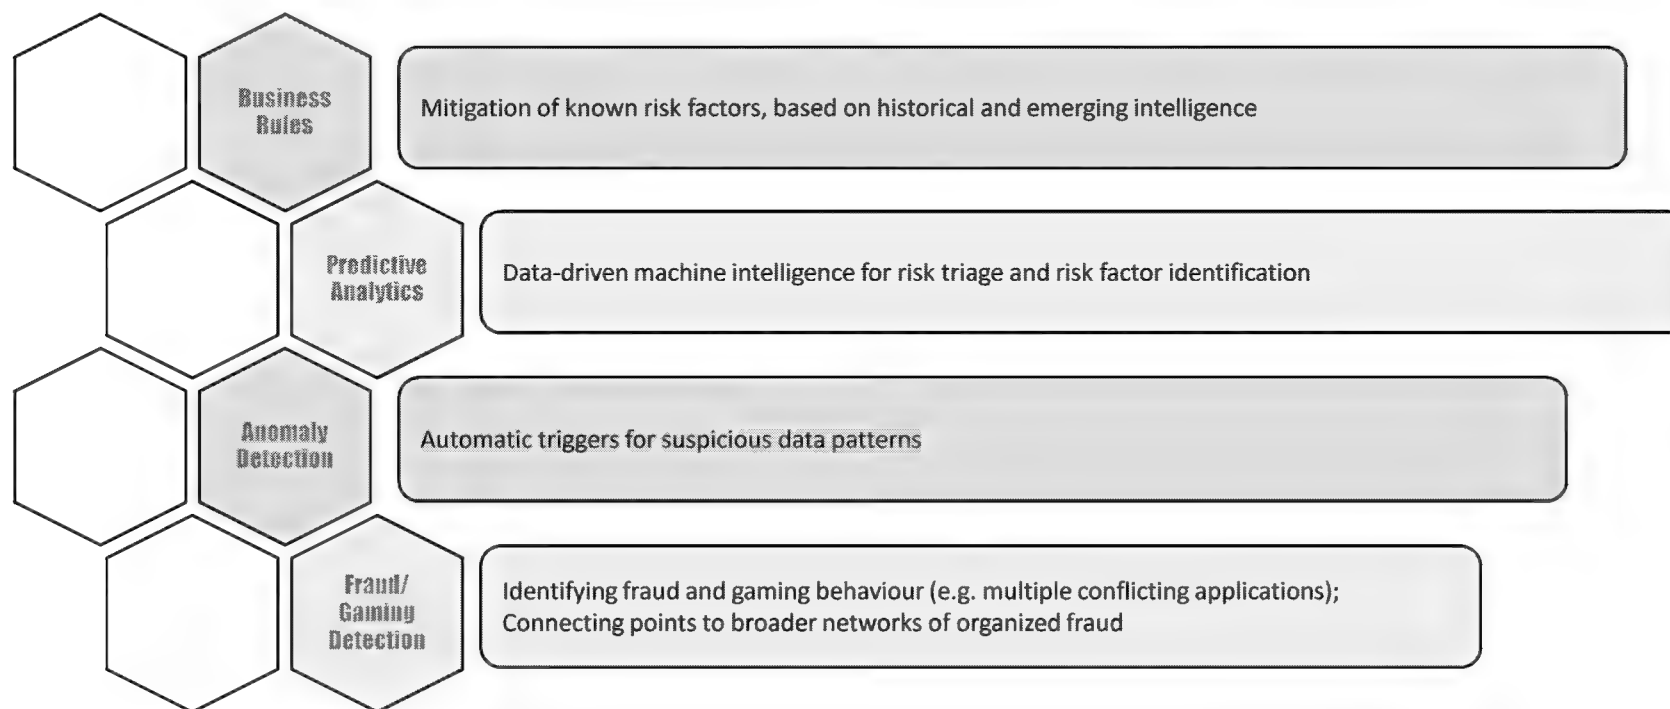 Business
Rules
Mitigation of known risk factors, based on historical and emerging intelligence
Predictive
Analytics
Data-driven machine intelligence for risk triage and risk factor identification
Anomaly
Detection
Automatic triggers for suspicious data patterns
Fraud/
Gaming
Detection
Identifying fraud and gaming behaviour (e.g. multiple conflicting applications);
Connecting points to broader networks of organized fraud